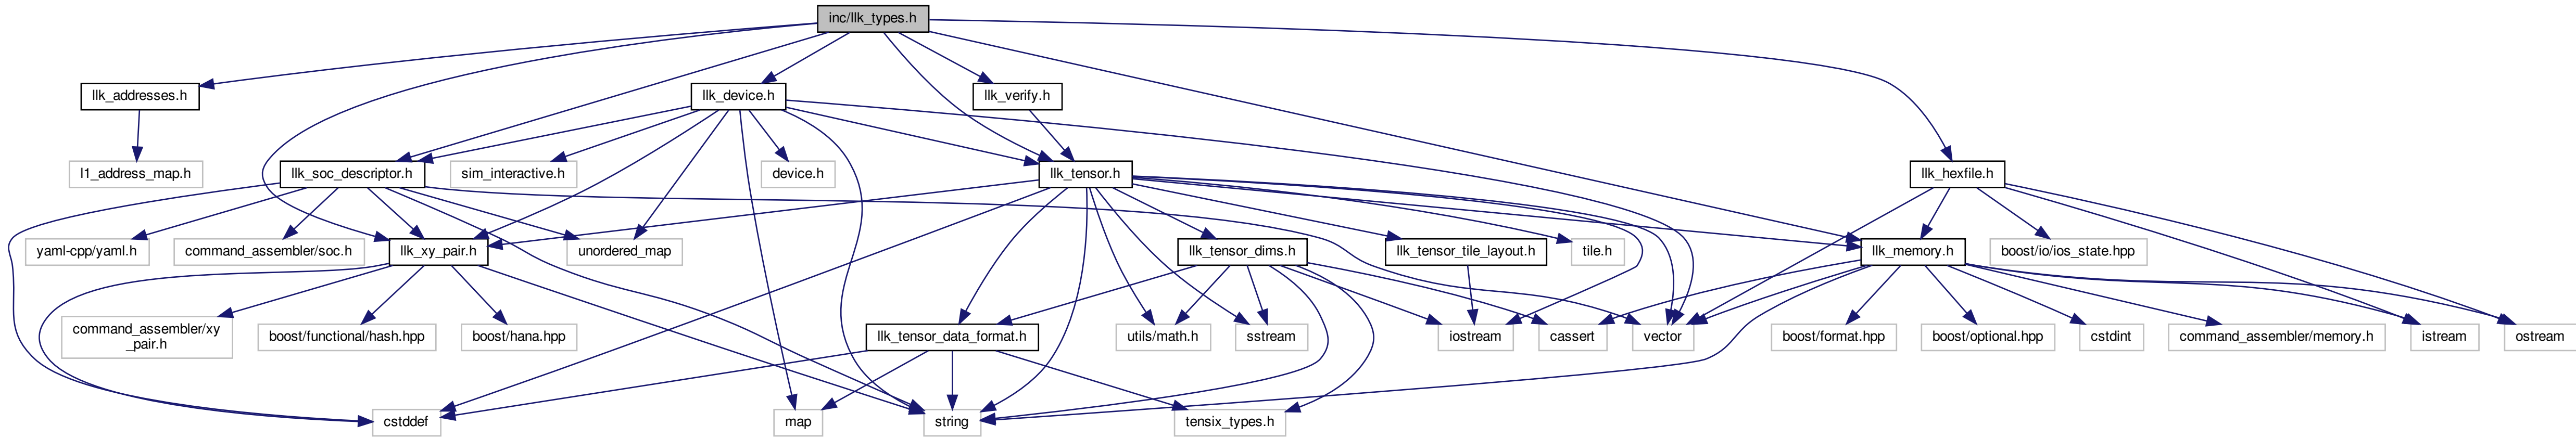 inc/llk_types.h
llk_addresses.h
llk_device.h
llk_verify.h
l1_address_map.h
llk_soc_descriptor.h
sim_interactive.h
device.h
llk_tensor.h
llk_hexfile.h
yaml-cpp/yaml.h
command_assembler/soc.h
llk_xy_pair.h
unordered_map
llk_tensor_dims.h
llk_tensor_tile_layout.h
tile.h
llk_memory.h
boost/io/ios_state.hpp
command_assembler/xy
_pair.h
boost/functional/hash.hpp
boost/hana.hpp
llk_tensor_data_format.h
utils/math.h
sstream
iostream
cassert
vector
boost/format.hpp
boost/optional.hpp
cstdint
command_assembler/memory.h
istream
ostream
cstddef
map
string
tensix_types.h